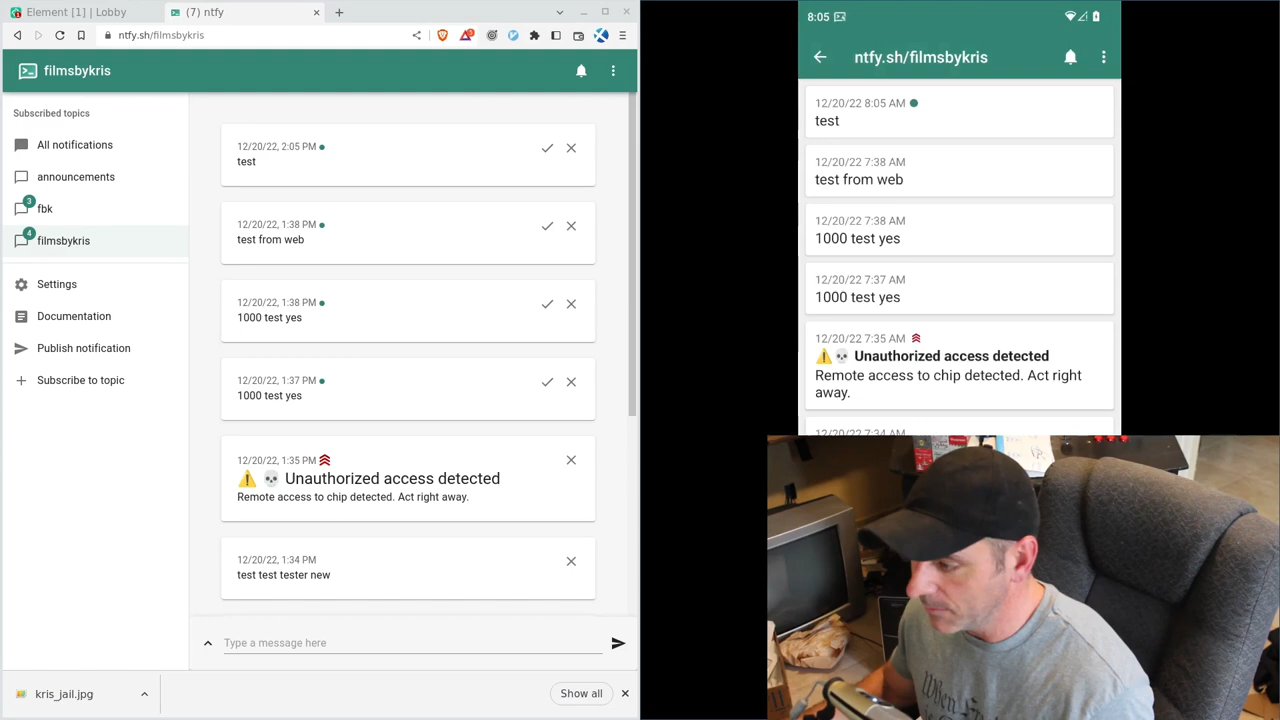 Element [1] | Lobby
(7) ntfy
ntfy.sh/filmsbykris
filmsbykris
Subscribed topics
All notifications
announcements
3
fbk
4
filmsbykris
Settings
Documentation
Publish notification
Subscribe to topic
12/20/22, 2:05 PM
test
12/20/22, 1:38 PM
test from web
12/20/22, 1:38 PM
1000 test yes
12/20/22, 1:37 PM
1000 test yes
12/20/22, 1:35 PM
Unauthorized access detected
Remote access to chip detected. Act right away.
12/20/22, 1:34 PM
test test tester new
Type a message here
kris_jail.jpg
Show all
8:05
ntfy.sh/filmsbykris
12/20/22 8:05 AM
test
12/20/22 7:38 AM
test from web
12/20/22 7:38 AM
1000 test yes
12/20/22 7:37 AM
1000 test yes
12/20/22 7:35 AM
Unauthorized access detected
Remote access to chip detected. Act right
away.
12/20/22 7:34 AM